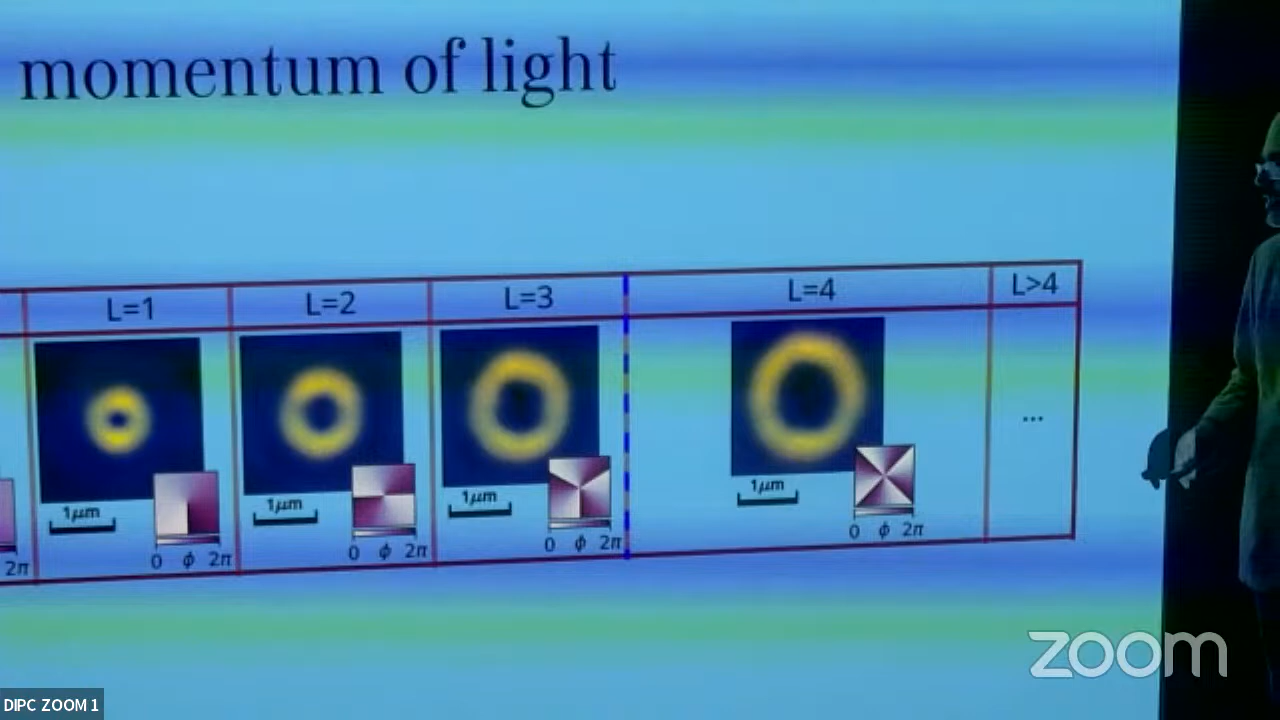 momentum of light
L=1 L=2 L=3 L=4 L>4
...
1μm 1μm 1μm 1μm
2π 0 ϕ 2π 0 ϕ 2π 0 ϕ 2π 0 ϕ 2π
zoom
DIPC ZOOM 1